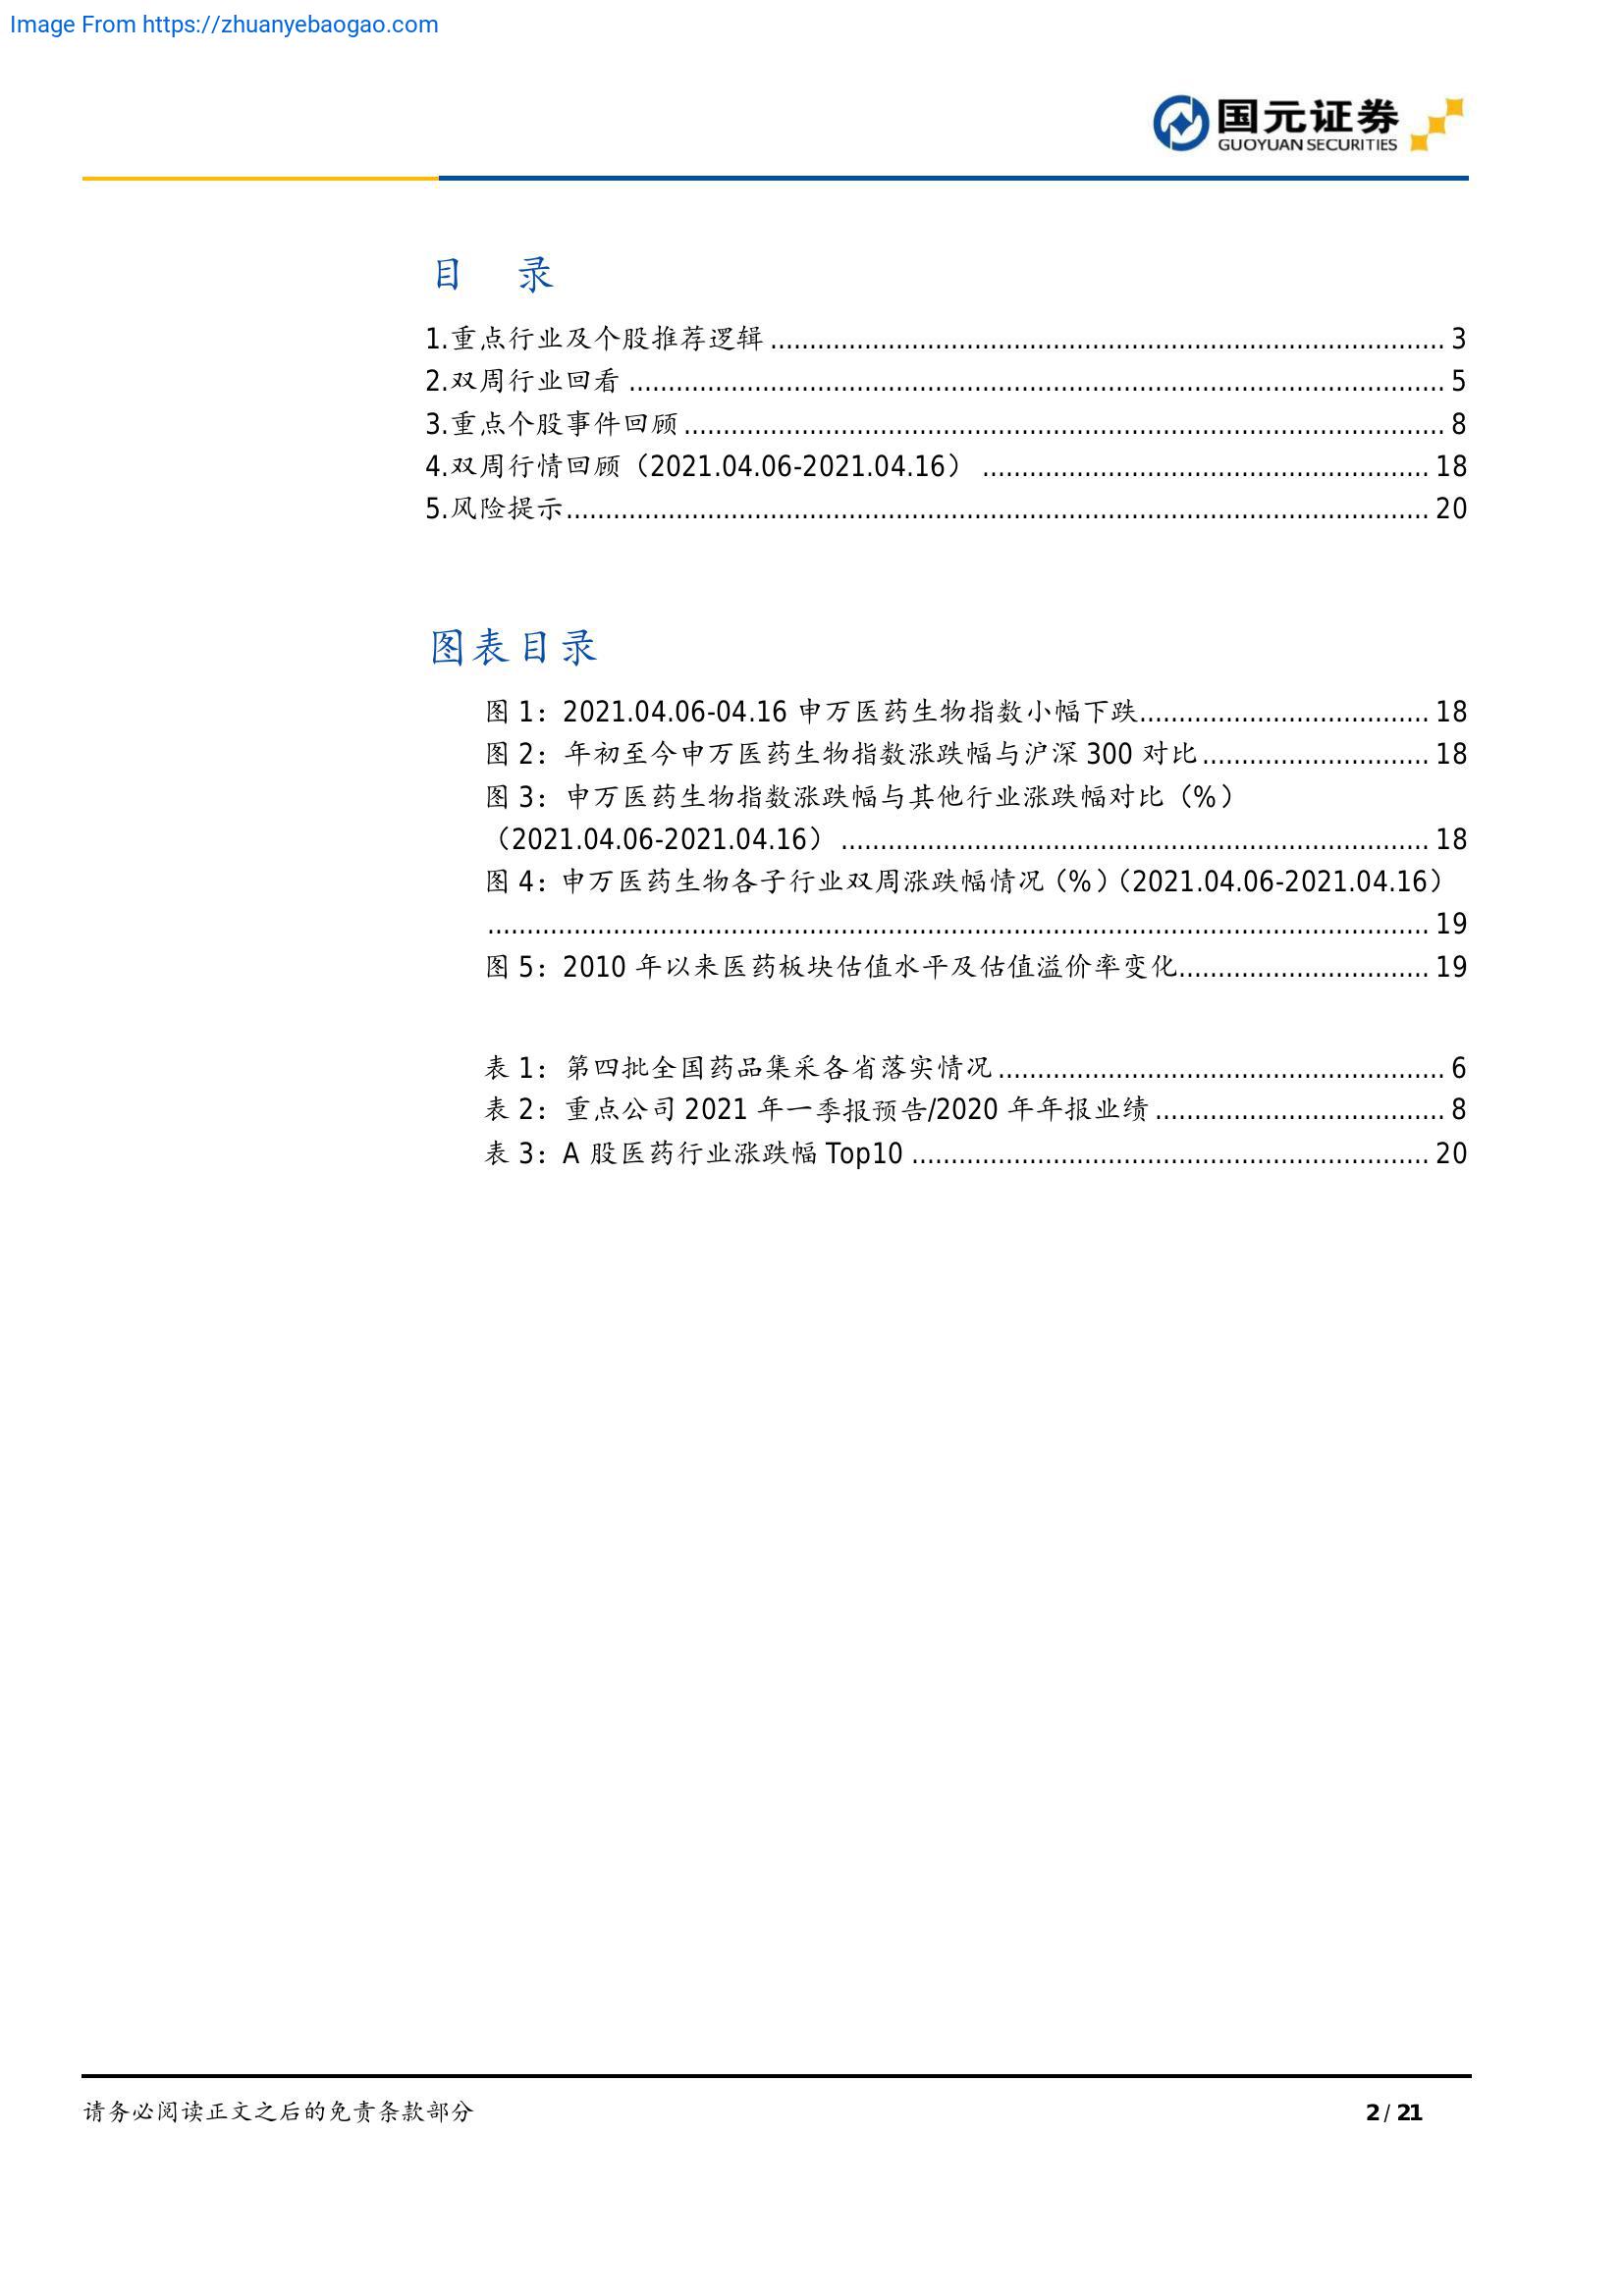 Image From https://zhuanyebaogao.com
国元证券
GUOYUAN SECURITIES
目 录
1.重点行业及个股推荐逻辑 ........ 3
2.双周行业回看 ........ 5
3.重点个股事件回顾 ........ 8
4.双周行情回顾（2021.04.06-2021.04.16） ........ 18
5.风险提示 ........ 20
图表目录
图 1：2021.04.06-04.16 申万医药生物指数小幅下跌 ........ 18
图 2：年初至今申万医药生物指数涨跌幅与沪深 300 对比 ........ 18
图 3：申万医药生物指数涨跌幅与其他行业涨跌幅对比（%）
（2021.04.06-2021.04.16） ........ 18
图 4：申万医药生物各子行业双周涨跌幅情况（%）（2021.04.06-2021.04.16）
........ 19
图 5：2010 年以来医药板块估值水平及估值溢价率变化 ........ 19
表 1：第四批全国药品集采各省落实情况 ........ 6
表 2：重点公司 2021 年一季报预告/2020 年年报业绩 ........ 8
表 3：A 股医药行业涨跌幅 Top10 ........ 20
请务必阅读正文之后的免责条款部分
2 / 21